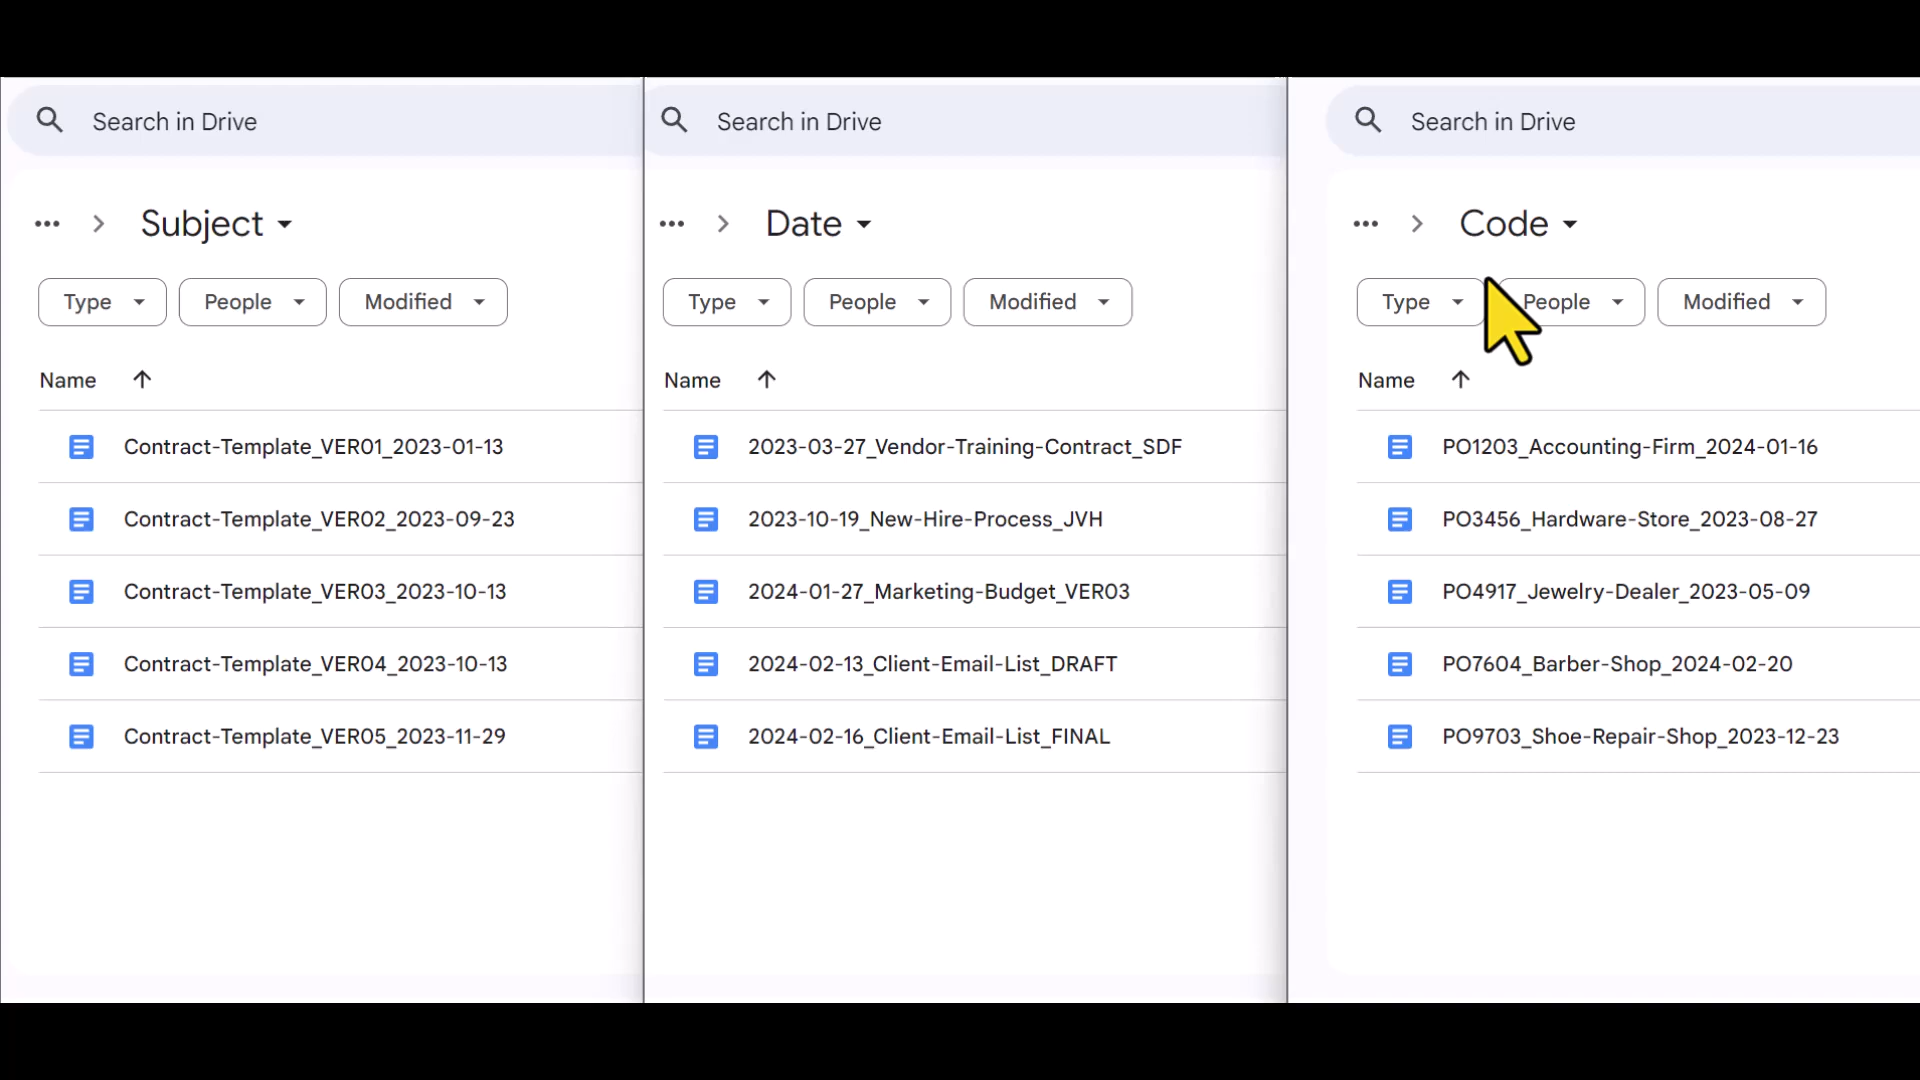 Search in Drive
Subject
Type People Modified
Name
Contract-Template_VER01_2023-01-13
Contract-Template_VER02_2023-09-23
Contract-Template_VER03_2023-10-13
Contract-Template_VER04_2023-10-13
Contract-Template_VER05_2023-11-29
Search in Drive
Date
Type People Modified
Name
2023-03-27_Vendor-Training-Contract_SDF
2023-10-19_New-Hire-Process_JVH
2024-01-27_Marketing-Budget_VER03
2024-02-13_Client-Email-List_DRAFT
2024-02-16_Client-Email-List_FINAL
Search in Drive
Code
Type People Modified
Name
PO1203_Accounting-Firm_2024-01-16
PO3456_Hardware-Store_2023-08-27
PO4917_Jewelry-Dealer_2023-05-09
PO7604_Barber-Shop_2024-02-20
PO9703_Shoe-Repair-Shop_2023-12-23